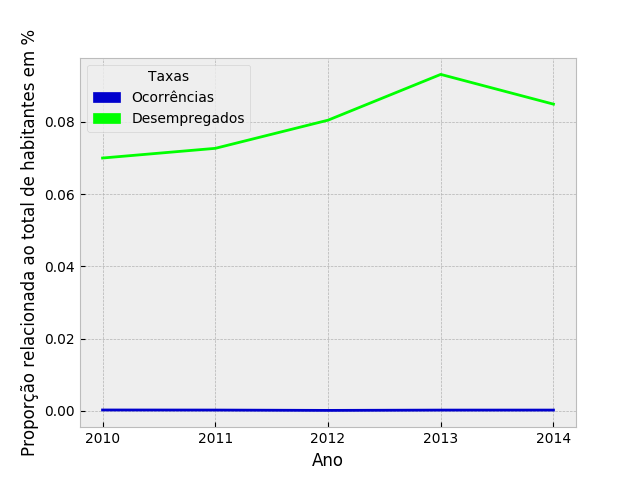 Proporção relacionada ao total de habitantes em %
Taxas
Ocorrências
Desempregados
0.08
0.06
0.04
0.02
0.00
2010 2011 2012 2013 2014
Ano